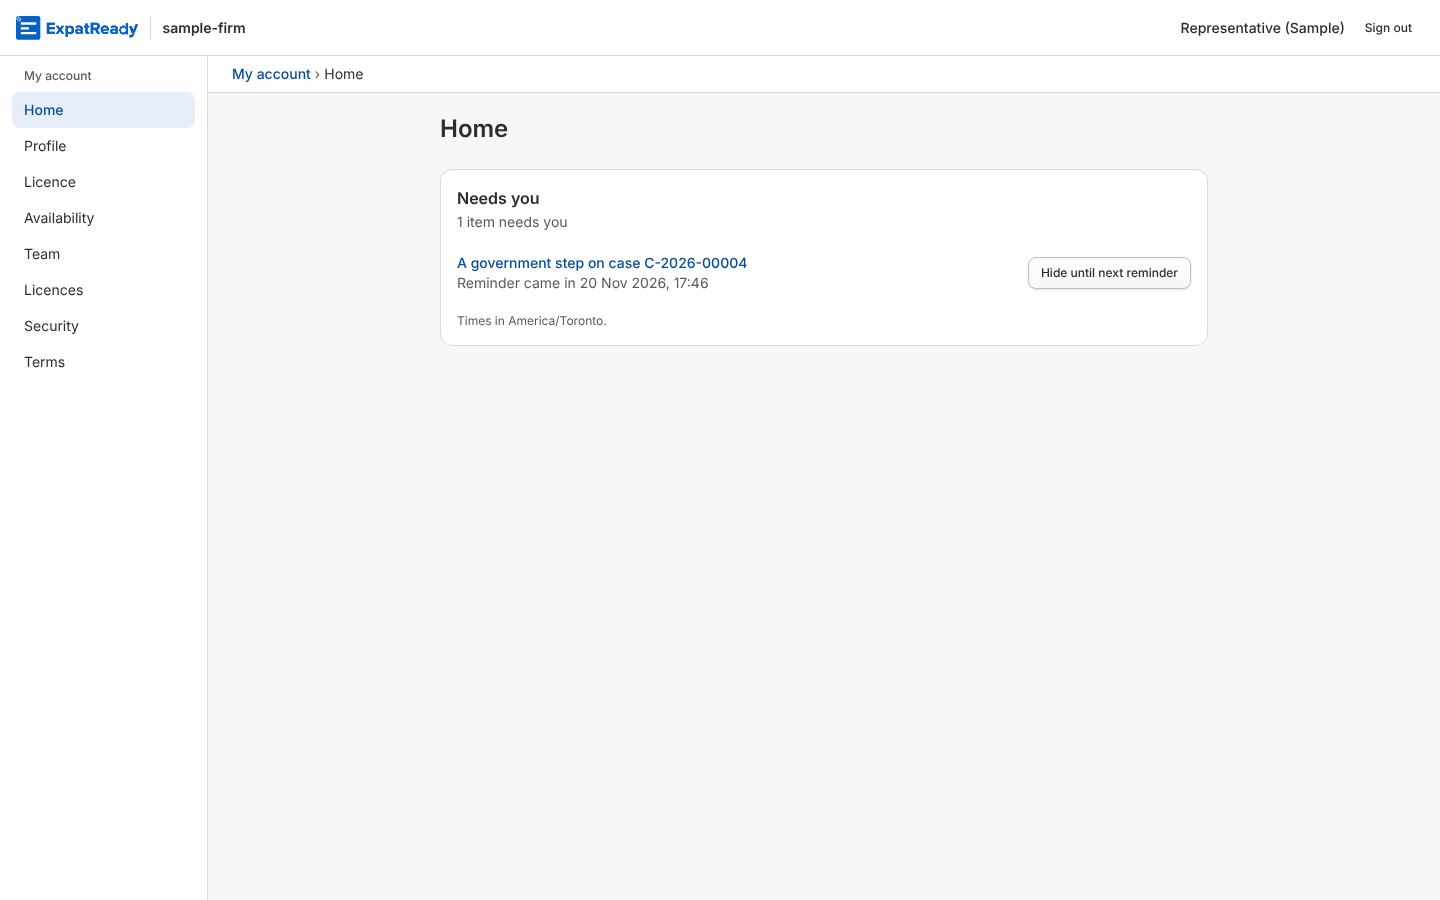 ExpatReady
sample-firm
Representative (Sample)
Sign out
My account
Home
Profile
Licence
Availability
Team
Licences
Security
Terms
My account › Home
Home
Needs you
1 item needs you
A government step on case C-2026-00004
Reminder came in 20 Nov 2026, 17:46
Hide until next reminder
Times in America/Toronto.